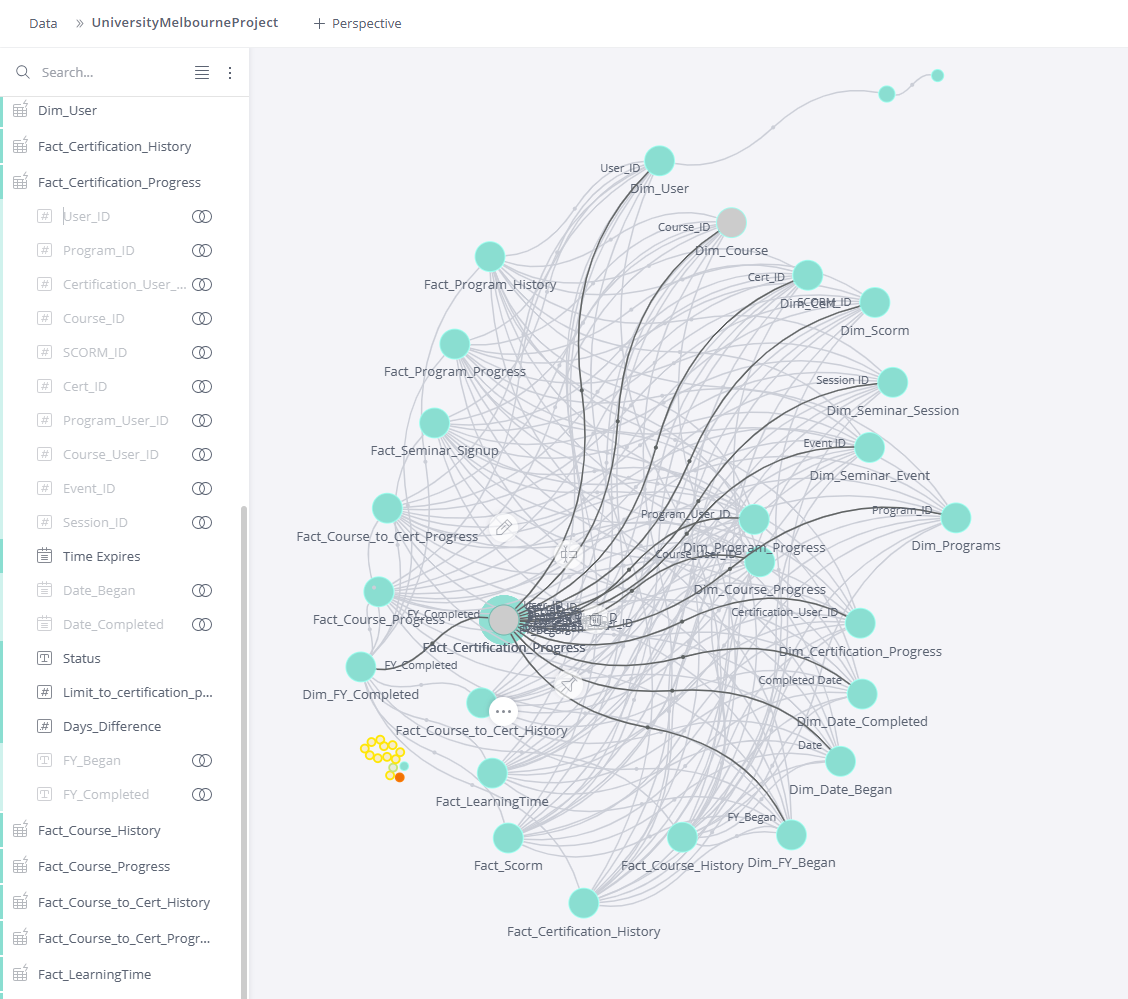 Data » UniversityMelbourneProject + Perspective
Search...
Dim_User
Fact_Certification_History
Fact_Certification_Progress
User_ID
Program_ID
Certification_User_...
Course_ID
SCORM_ID
Cert_ID
Program_User_ID
Course_User_ID
Event_ID
Session_ID
Time Expires
Date_Began
Date_Completed
Status
Limit_to_certification_p...
Days_Difference
FY_Began
FY_Completed
Fact_Course_History
Fact_Course_Progress
Fact_Course_to_Cert_History
Fact_Course_to_Cert_Progr...
Fact_LearningTime
User_ID
Dim_User
Course_ID
Dim_Course
Fact_Program_History
Cert_ID
Dim_Cert
SCORM_ID
Dim_Scorm
Fact_Program_Progress
Session ID
Dim_Seminar_Session
Fact_Seminar_Signup
Event ID
Dim_Seminar_Event
Program_ID
Dim_Programs
Program_User_ID
Dim_Program_Progress
Fact_Course_to_Cert_Progress
Course_User_ID
Dim_Course_Progress
Fact_Course_Progress
FY_Completed
Fact_Certification_Progress
Certification_User_ID
Dim_Certification_Progress
FY_Completed
Dim_FY_Completed
Completed Date
Dim_Date_Completed
Fact_Course_to_Cert_History
Date
Dim_Date_Began
Fact_LearningTime
FY_Began
Dim_FY_Began
Fact_Scorm
Fact_Course_History
Fact_Certification_History